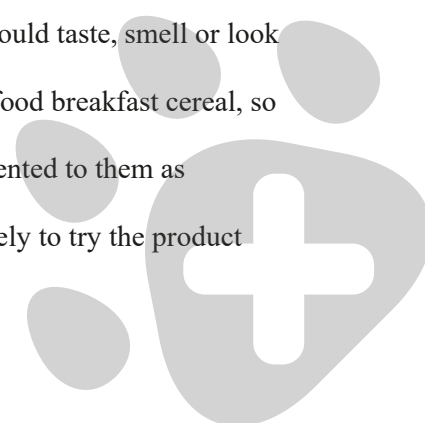 ould taste, smell or look
food breakfast cereal, so
ented to them as
ely to try the product